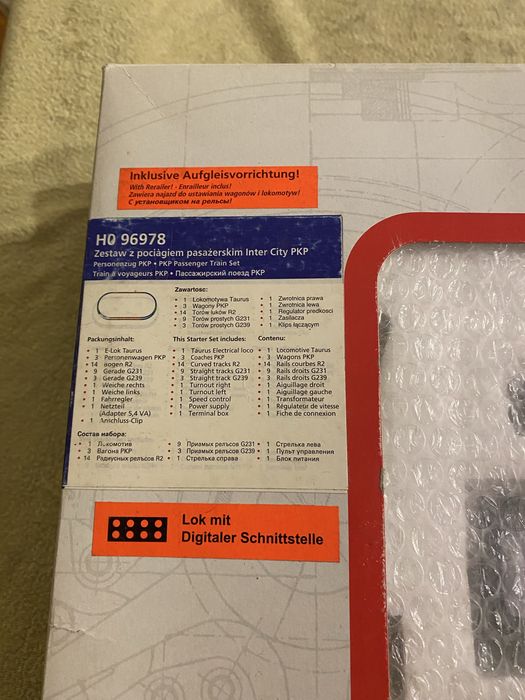 Inklusive Aufgleisvorrichtung!
With Rerailer! - Enrailleur inclus!
Zawiera najazd do ustawiania wagonów i lokomotyw!
С установщиком на рельсы!
H0 96978
Zestaw z pociągiem pasażerskim Inter City PKP
Personenzug PKP • PKP Passenger Train Set
Train à voyageurs PKP • Пассажирский поезд PKP
Zawartosc:
• 1 Lokomotywa Taurus
• 3 Wagony PKP
• 14 Torów łuków R2
• 9 Torów prostych G231
• 3 Torów prostych G239
• 1 Zwrotnica prawa
• 1 Zwrotnica lewa
• 1 Regulator predkosci
• 1 Zasilacz
• 1 Klips łączącym
Packungsinhalt:
• 1 E-Lok Taurus
• 3 Personenwagen PKP
• 14 Bogen R2
• 9 Gerade G231
• 3 Gerade G239
• 1 Weiche rechts
• 1 Weiche links
• 1 Fahrregler
• 1 Netzteil
(Adapter 5,4 VA)
• 1 Anschluss-Clip
This Starter Set includes:
• 1 Taurus Electrical loco
• 3 Coaches PKP
• 14 Curved tracks R2
• 9 Straight tracks G231
• 3 Straight track G239
• 1 Turnout right
• 1 Turnout left
• 1 Speed control
• 1 Power supply
• 1 Terminal box
Contenu:
• 1 Locomotive Taurus
• 3 Wagons PKP
• 14 Rails courbes R2
• 9 Rails droits G231
• 3 Rails droits G239
• 1 Aiguillage droit
• 1 Aiguillage gauche
• 1 Transformateur
• 1 Régulateur de vitesse
• 1 Fiche de connexion
Состав набора:
• 1 Локомотив
• 3 Вагона PKP
• 14 Радиусных рельсов R2
• 9 Приамых рельсов G231
• 3 Приамых рельсов G239
• 1 Стрелька справа
• 1 Стрелька лева
• 1 Пульт управления
• 1 Блок питания
Lok mit
Digitaler Schnittstelle